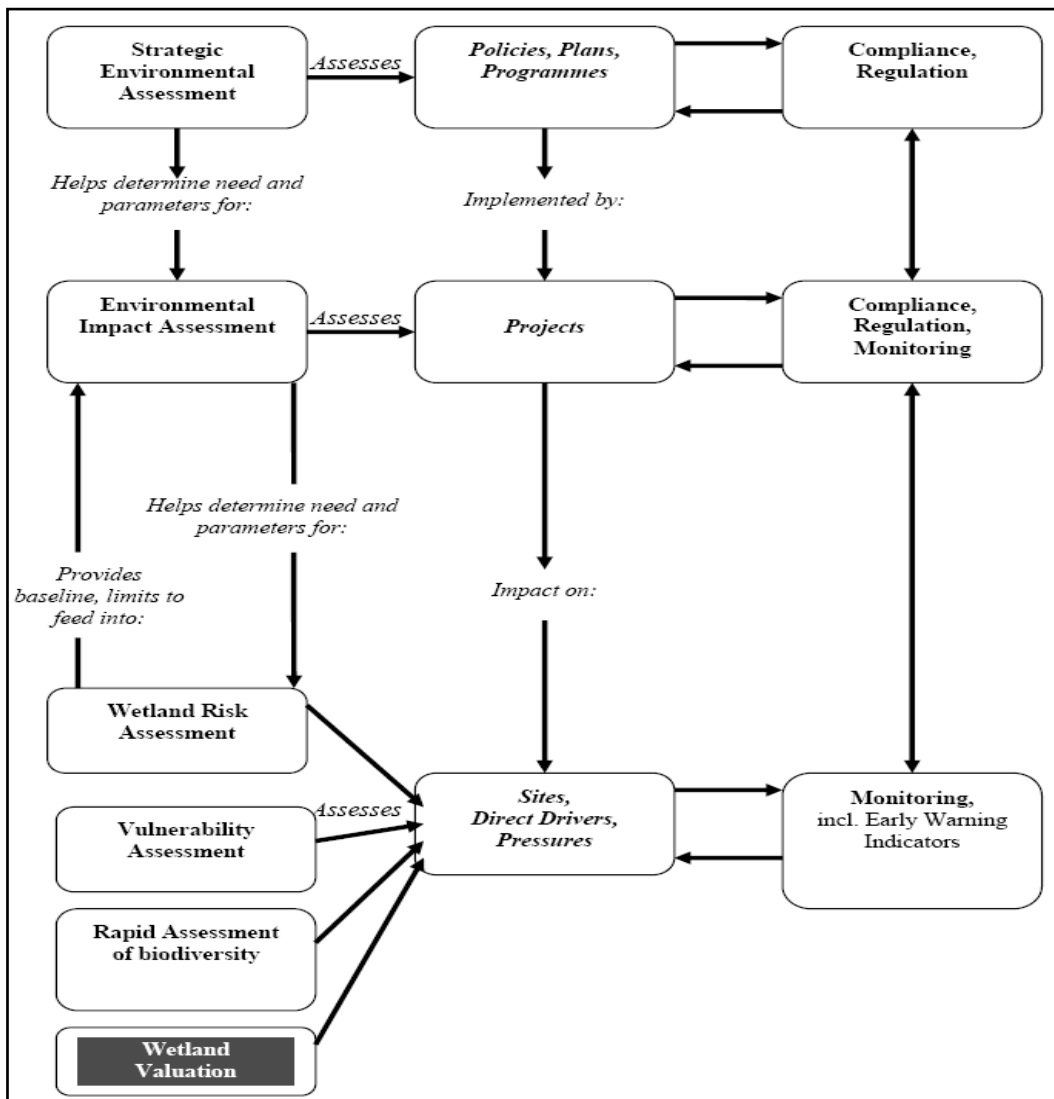 Strategic
Environmental
Assessment
Assesses
Policies, Plans,
Programmes
Compliance,
Regulation
Helps determine need and
parameters for:
Implemented by:
Environmental
Impact Assessment
Assesses
Projects
Compliance,
Regulation,
Monitoring
Helps determine need and
parameters for:
Provides
baseline, limits to
feed into:
Impact on:
Wetland Risk
Assessment
Vulnerability
Assessment
Assesses
Sites,
Direct Drivers,
Pressures
Monitoring,
incl. Early Warning
Indicators
Rapid Assessment
of biodiversity
Wetland
Valuation